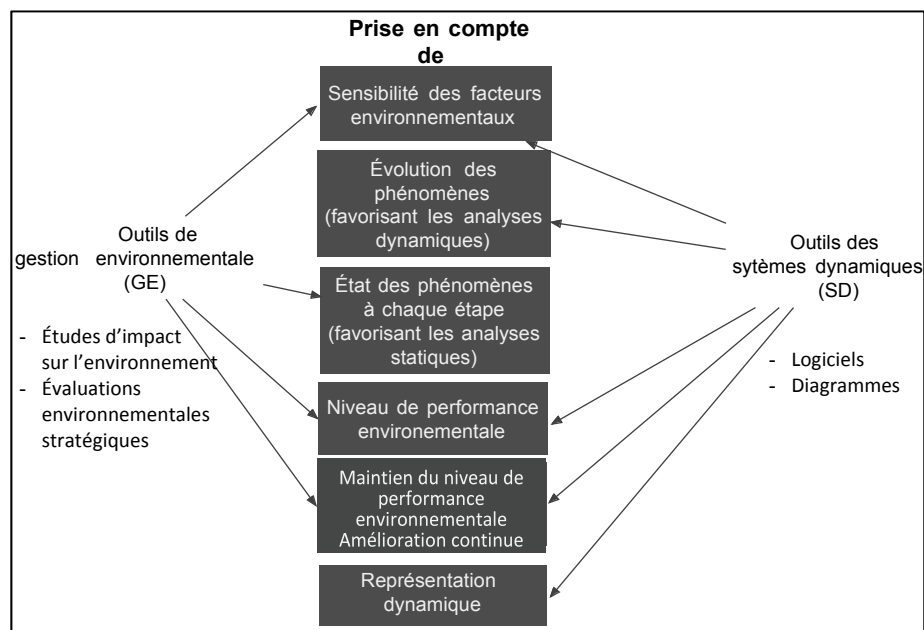 Prise en compte
de
Sensibilité des facteurs
environnementaux
Évolution des
phénomènes
(favorisant les analyses
dynamiques)
État des phénomènes
à chaque étape
(favorisant les analyses
statiques)
Niveau de performance
environementale
Maintien du niveau de
performance
environnementale
Amélioration continue
Représentation
dynamique
Outils de
gestion environnementale
(GE)
- Études d'impact
sur l'environnement
- Évaluations
environnementales
stratégiques
Outils des
sytèmes dynamiques
(SD)
- Logiciels
- Diagrammes